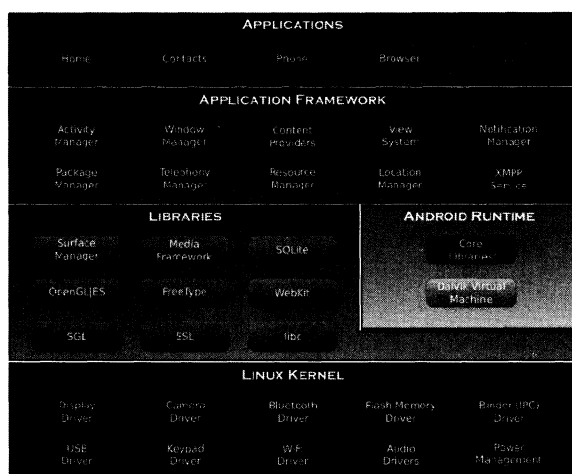 APPLICATIONS
Home Contacts Phone Browser
APPLICATION FRAMEWORK
Activity Manager
Window Manager
Content Providers
View System
Notification Manager
Package Manager
Telephony Manager
Resource Manager
Location Manager
XMPP Service
LIBRARIES
Surface Manager
Media Framework
SQLite
OpenGL|ES
FreeType
WebKit
SGL
SSL
libc
ANDROID RUNTIME
Core Libraries
Dalvik Virtual Machine
LINUX KERNEL
Display Driver
Camera Driver
Bluetooth Driver
Flash Memory Driver
Binder (IPC) Driver
USB Driver
Keypad Driver
WiFi Driver
Audio Drivers
Power Management